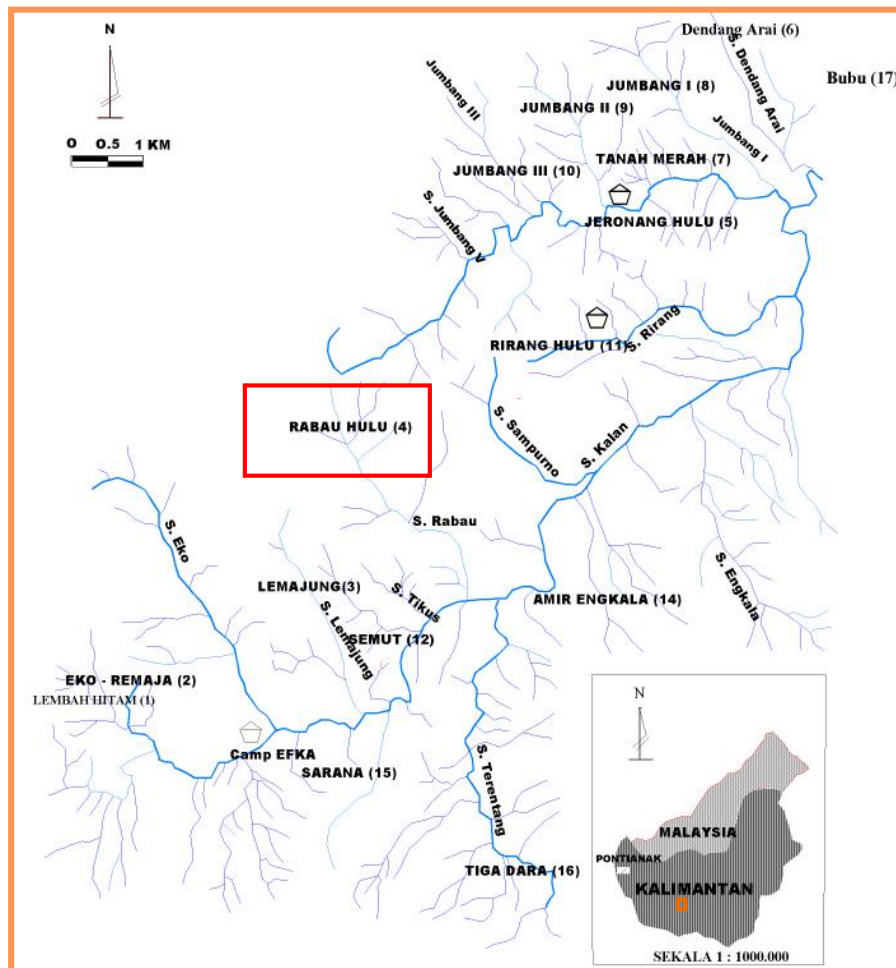 N
0 0.5 1 KM
Dendang Arai (6)
S. Dendang Arai
Bubu (17)
Jumbang III
JUMBANG I (8)
JUMBANG II (9)
Jumbang I
TANAH MERAH (7)
JUMBANG III (10)
S. Jumbang V
JERONANG HULU (5)
S. Rirang
RIRANG HULU (11)
RABAU HULU (4)
S. Sampurno
S. Kalan
S. Rabau
S. Eko
LEMAJUNG(3)
S. Tikus
S. Lemajung
SEMUT (12)
AMIR ENGKALA (14)
S. Engkala
EKO - REMAJA (2)
LEMBAH HITAM (1)
Camp EFKA
SARANA (15)
S. Terentang
TIGA DARA (16)
N
MALAYSIA
PONTIANAK
KALIMANTAN
SEKALA 1 : 1000.000